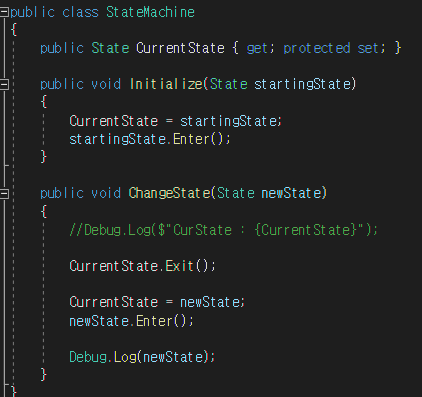 public class StateMachine
{
public State CurrentState { get; protected set; }
public void Initialize(State startingState)
{
CurrentState = startingState;
startingState.Enter();
}
public void ChangeState(State newState)
{
//Debug.Log($"CurState : {CurrentState}");
CurrentState.Exit();
CurrentState = newState;
newState.Enter();
Debug.Log(newState);
}
}